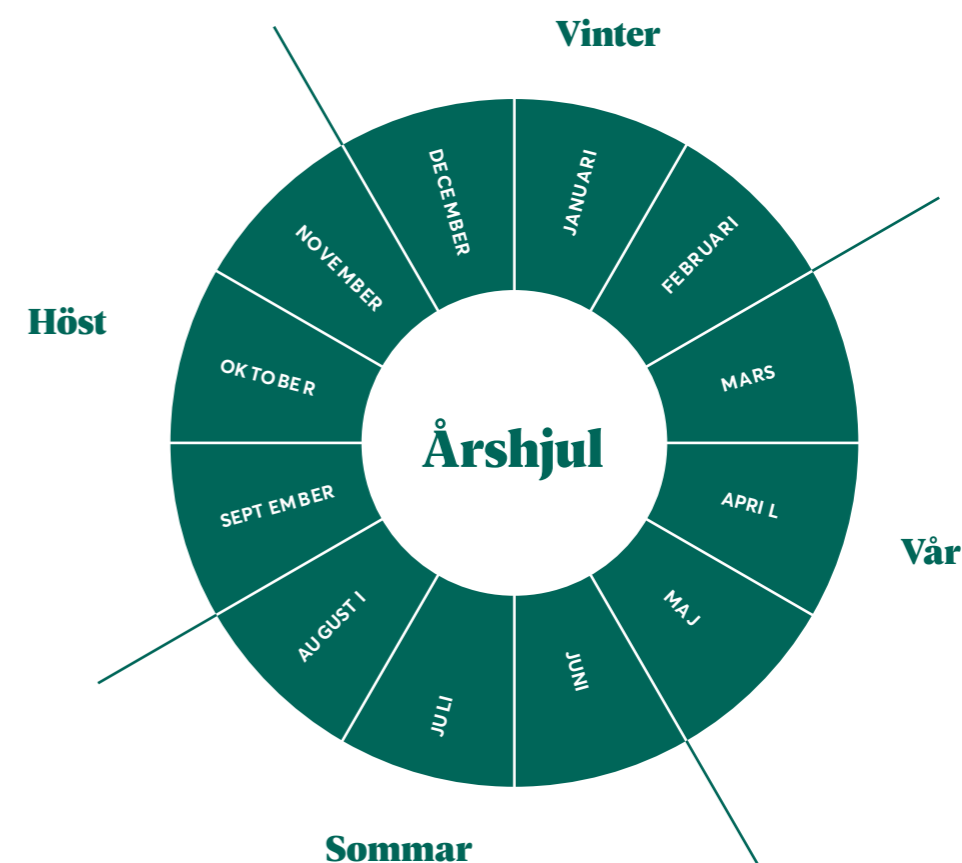 Vinter
DECEMBER
JANUARI
FEBRUARI
NOVEMBER
Höst
OKTOBER
MARS
Årshjul
SEPTEMBER
APRIL
Vår
AUGUSTI
MAJ
JULI
JUNI
Sommar